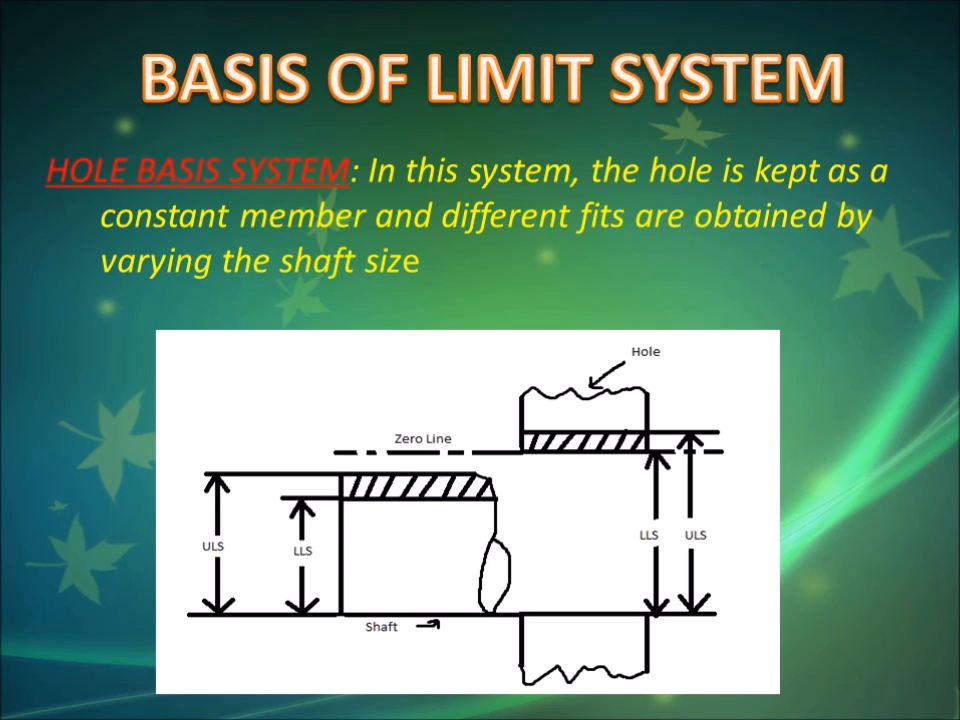 BASIS OF LIMIT SYSTEM
HOLE BASIS SYSTEM: In this system, the hole is kept as a
constant member and different fits are obtained by
varying the shaft size
Hole
Zero Line
ULS
LLS
LLS
ULS
Shaft